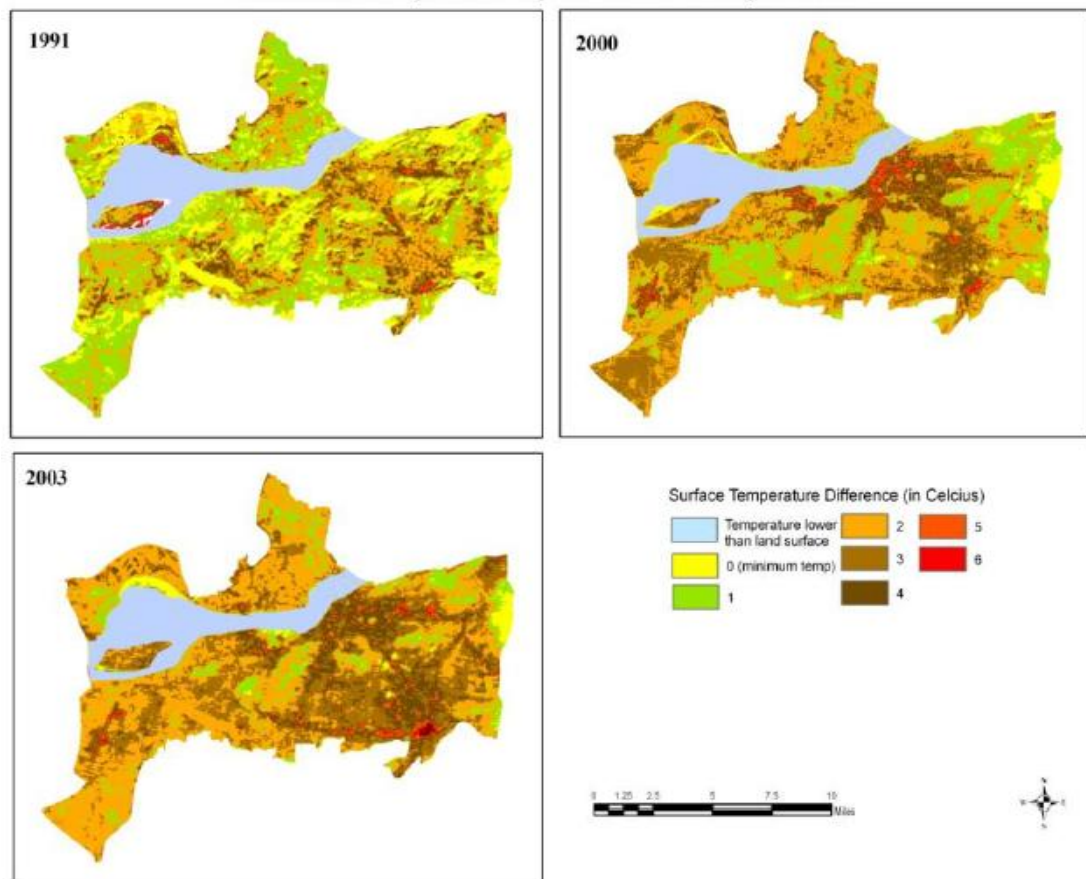 1991
2000
2003
Surface Temperature Difference (in Celcius)
Temperature lower
than land surface
0 (minimum temp)
1
2
3
4
5
6
0 1.25 2.5 5 7.5 10
Miles
N
W E
S